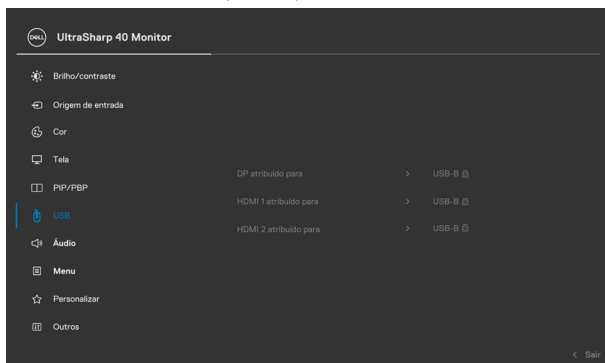 DELL UltraSharp 40 Monitor
Brilho/contraste
Origem de entrada
Cor
Tela
DP atribuído para > USB-B
PIP/PBP
HDMI 1 atribuído para > USB-B
USB
HDMI 2 atribuído para > USB-B
Áudio
Menu
Personalizar
Outros
< Sair